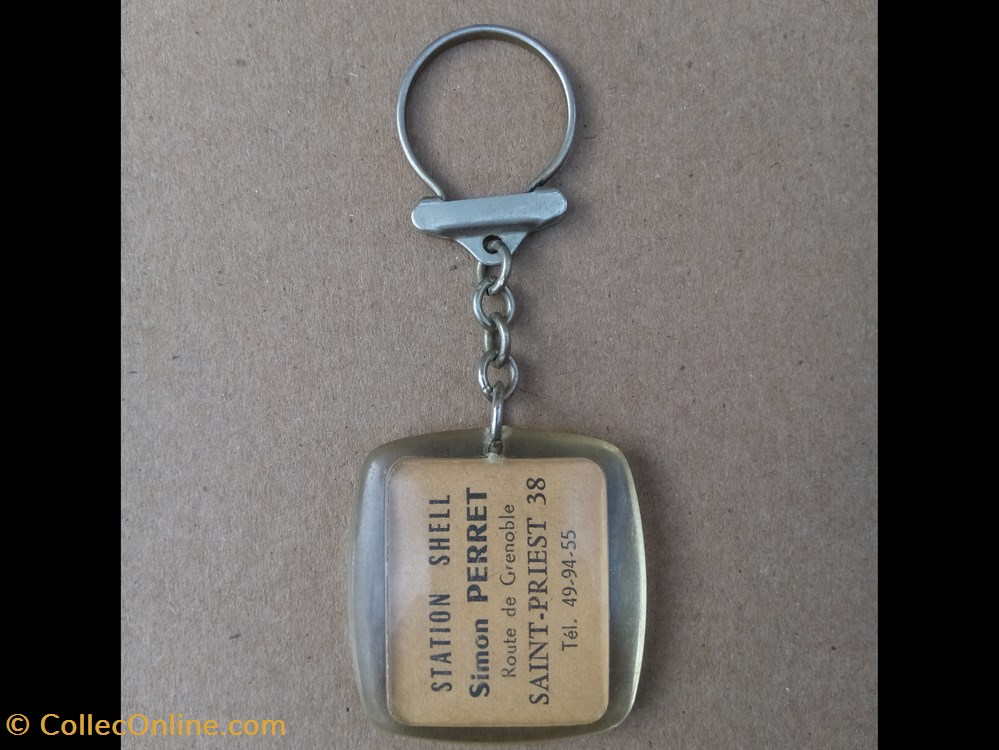 STATION SHELL
Simon PERRET
Route de Grenoble
SAINT-PRIEST 38
Tél. 49-94-55
© CollecOnline.com